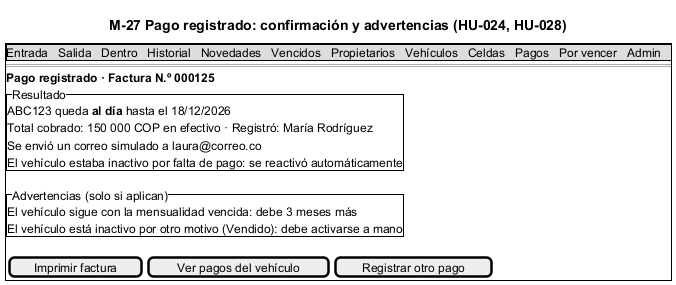 M-27 Pago registrado: confirmación y advertencias (HU-024, HU-028)
Entrada Salida Dentro Historial Novedades Vencidos Propietarios Vehículos Celdas Pagos Por vencer Admin
Pago registrado · Factura N.º 000125
Resultado
ABC123 queda al día hasta el 18/12/2026
Total cobrado: 150 000 COP en efectivo · Registró: María Rodríguez
Se envió un correo simulado a laura@correo.co
El vehículo estaba inactivo por falta de pago: se reactivó automáticamente
Advertencias (solo si aplican)
El vehículo sigue con la mensualidad vencida: debe 3 meses más
El vehículo está inactivo por otro motivo (Vendido): debe activarse a mano
Imprimir factura Ver pagos del vehículo Registrar otro pago